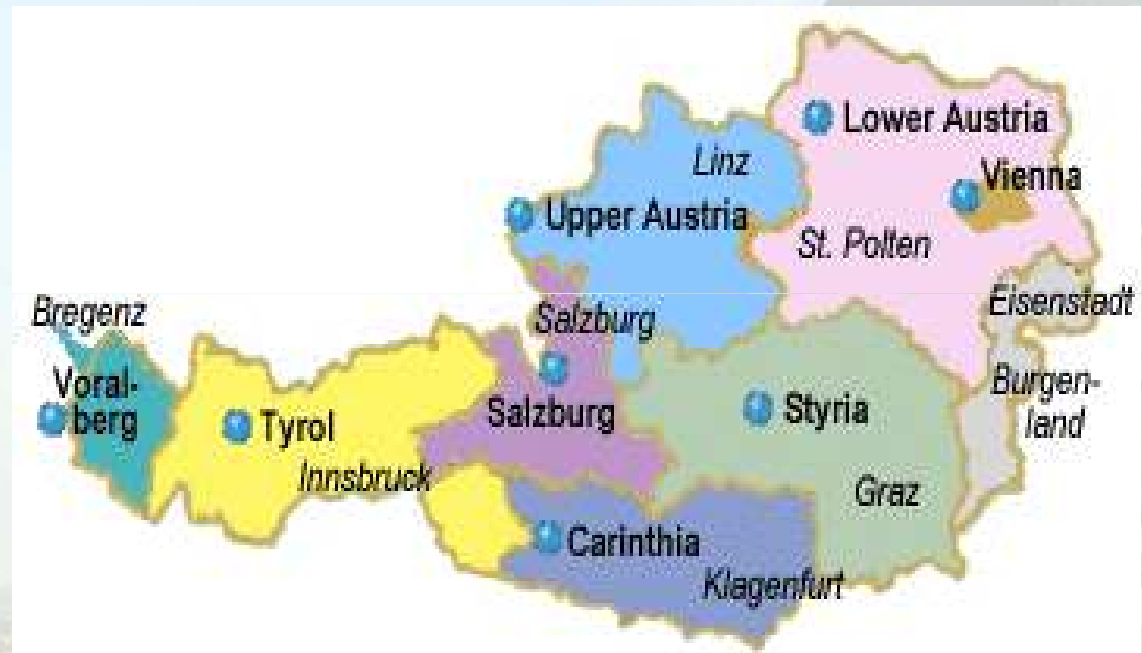 Lower Austria
Linz
Vienna
Upper Austria
St. Polten
Bregenz
Salzburg
Eisenstadt
Voral-
berg
Burgen-
land
Tyrol
Salzburg
Styria
Innsbruck
Graz
Carinthia
Klagenfurt